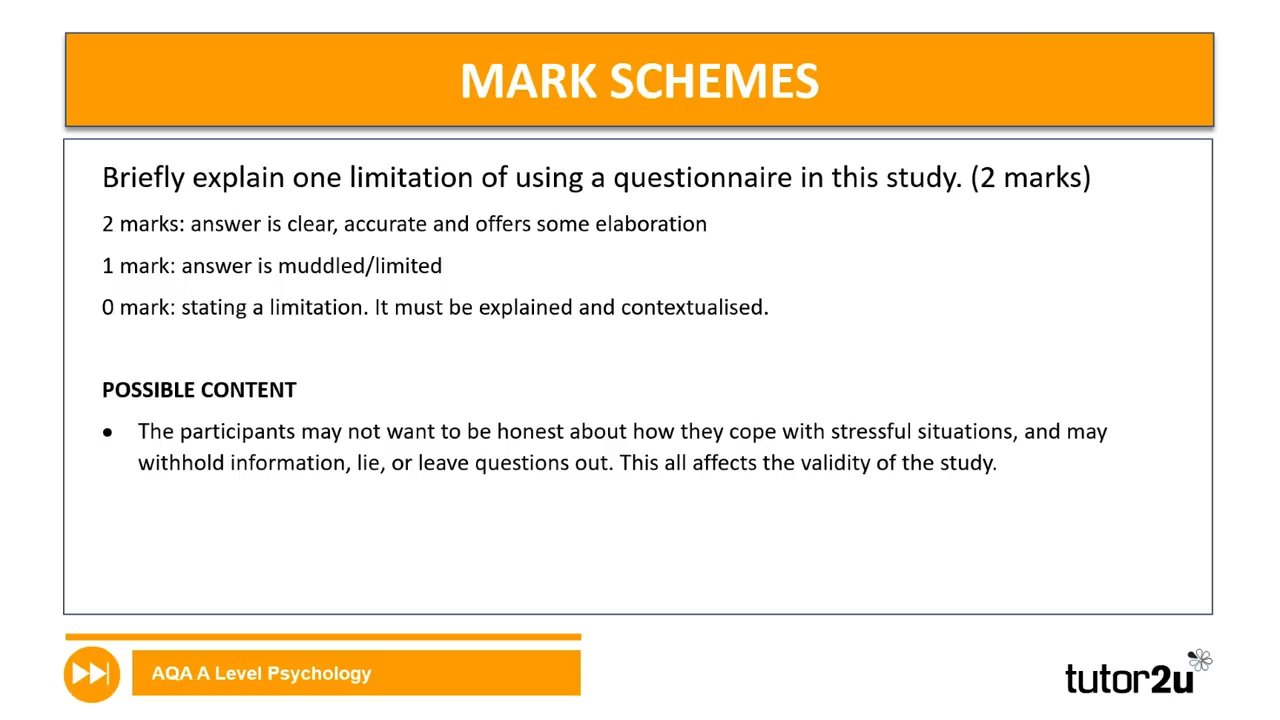 MARK SCHEMES
Briefly explain one limitation of using a questionnaire in this study. (2 marks)
2 marks: answer is clear, accurate and offers some elaboration
1 mark: answer is muddled/limited
0 mark: stating a limitation. It must be explained and contextualised.
POSSIBLE CONTENT
• The participants may not want to be honest about how they cope with stressful situations, and may
withhold information, lie, or leave questions out. This all affects the validity of the study.
AQA A Level Psychology
tutor2u